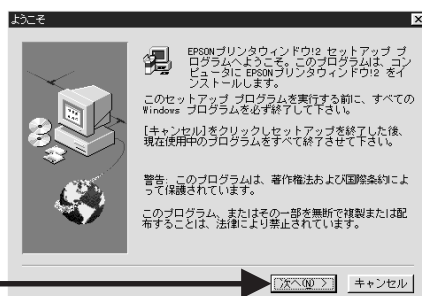 ようこそ
EPSONプリンタウィンドウ!2 セットアップ プ
ログラムへようこそ。このプログラムは、コン
ピュータに EPSONプリンタウィンドウ!2 をイ
ンストールします。
このセットアップ プログラムを実行する前に、すべての
Windows プログラムを必ず終了して下さい。
[キャンセル]をクリックしセットアップを終了した後、
現在使用中のプログラムをすべて終了させて下さい。
警告: このプログラムは、著作権法および国際条約によ
って保護されています。
このプログラム、またはその一部を無断で複製または配
布することは、法律により禁止されています。
次へ(N) >
キャンセル